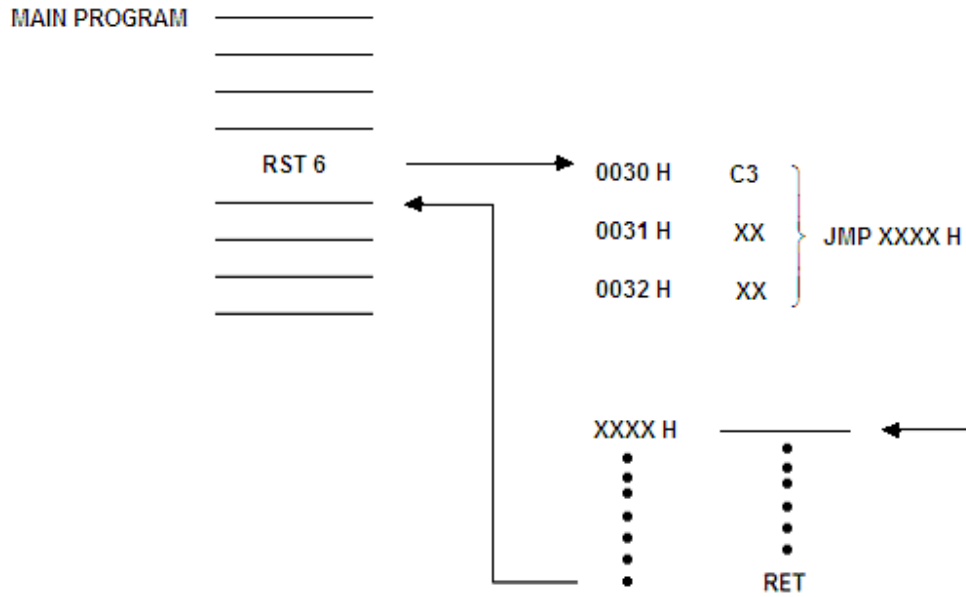 MAIN PROGRAM
RST 6
0030 H C3
0031 H XX
0032 H XX
JMP XXXX H
XXXX H
RET